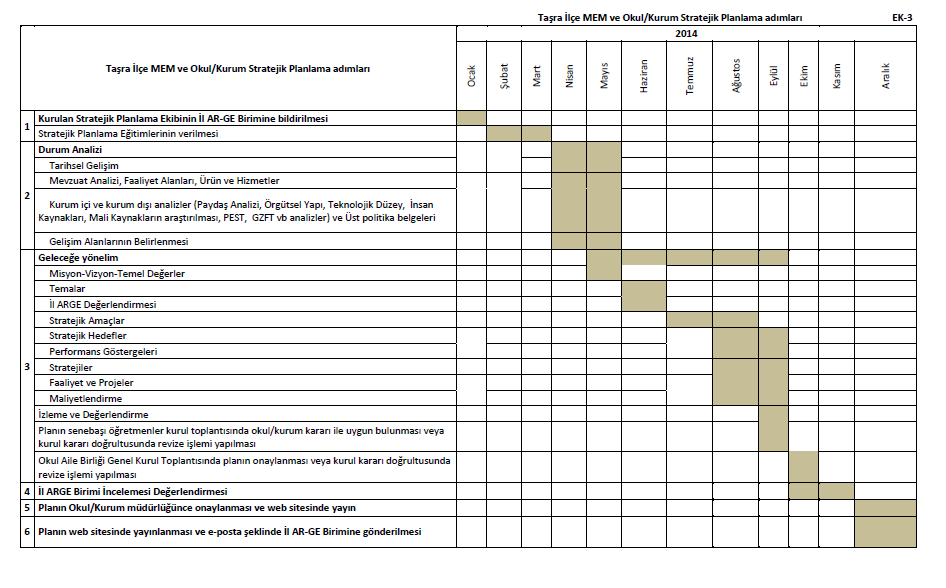 Taşra İlçe MEM ve Okul/Kurum Stratejik Planlama adımları EK-3
Taşra İlçe MEM ve Okul/Kurum Stratejik Planlama adımları
2014
Ocak
Şubat
Mart
Nisan
Mayıs
Haziran
Temmuz
Ağustos
Eylül
Ekim
Kasım
Aralık
1
Kurulan Stratejik Planlama Ekibinin İl AR-GE Birimine bildirilmesi
Stratejik Planlama Eğitimlerinin verilmesi
2
Durum Analizi
Tarihsel Gelişim
Mevzuat Analizi, Faaliyet Alanları, Ürün ve Hizmetler
Kurum içi ve kurum dışı analizler (Paydaş Analizi, Örgütsel Yapı, Teknolojik Düzey, İnsan
Kaynakları, Mali Kaynakların araştırılması, PEST, GZFT vb analizler) ve Üst politika belgeleri
Gelişim Alanlarının Belirlenmesi
3
Geleceğe yönelim
Misyon-Vizyon-Temel Değerler
Temalar
İl ARGE Değerlendirmesi
Stratejik Amaçlar
Stratejik Hedefler
Performans Göstergeleri
Stratejiler
Faaliyet ve Projeler
Maliyetlendirme
İzleme ve Değerlendirme
Planın senebaşı öğretmenler kurul toplantısında okul/kurum kararı ile uygun bulunması veya
kurul kararı doğrultusunda revize işlemi yapılması
Okul Aile Birliği Genel Kurul Toplantısında planın onaylanması veya kurul kararı doğrultusunda
revize işlemi yapılması
4 İl ARGE Birimi İncelemesi Değerlendirmesi
5 Planın Okul/Kurum müdürlüğünce onaylanması ve web sitesinde yayın
6 Planın web sitesinde yayınlanması ve e-posta şeklinde İl AR-GE Birimine gönderilmesi